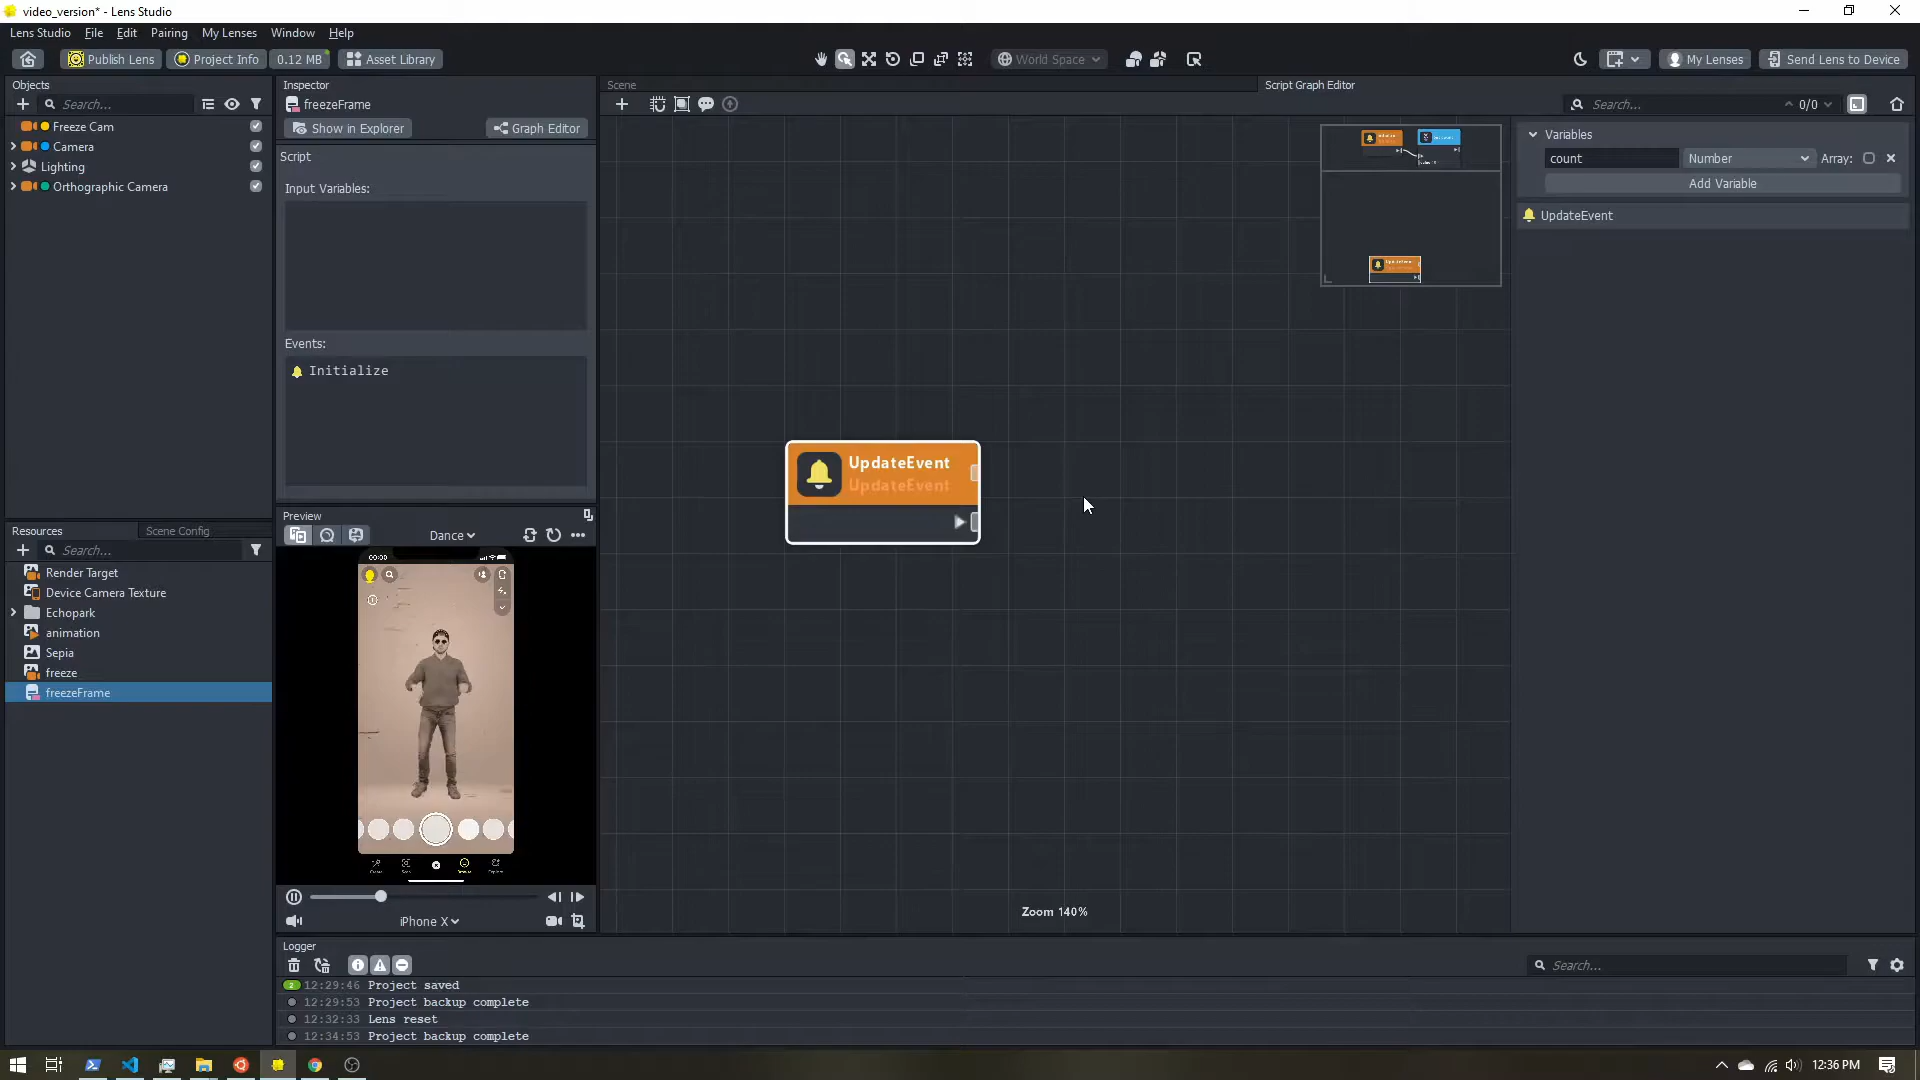 video_version* - Lens Studio
Lens Studio File Edit Pairing My Lenses Window Help
Publish Lens Project Info 0.12 MB Asset Library World Space My Lenses Send Lens to Device
Objects
Search...
Freeze Cam
Camera
Lighting
Orthographic Camera
Resources Scene Config
Search...
Render Target
Device Camera Texture
Echopark
animation
Sepia
freeze
freezeFrame
Inspector
freezeFrame
Show in Explorer Graph Editor
Script
Input Variables:
Events:
Initialize
Preview
Dance
00:00
iPhone X
Scene Script Graph Editor
Search... 0/0
UpdateEvent
UpdateEvent
Zoom 140%
Variables
count Number Array:
Add Variable
UpdateEvent
Logger
Search...
2 12:29:46 Project saved
12:29:53 Project backup complete
12:32:33 Lens reset
12:34:53 Project backup complete
12:36 PM